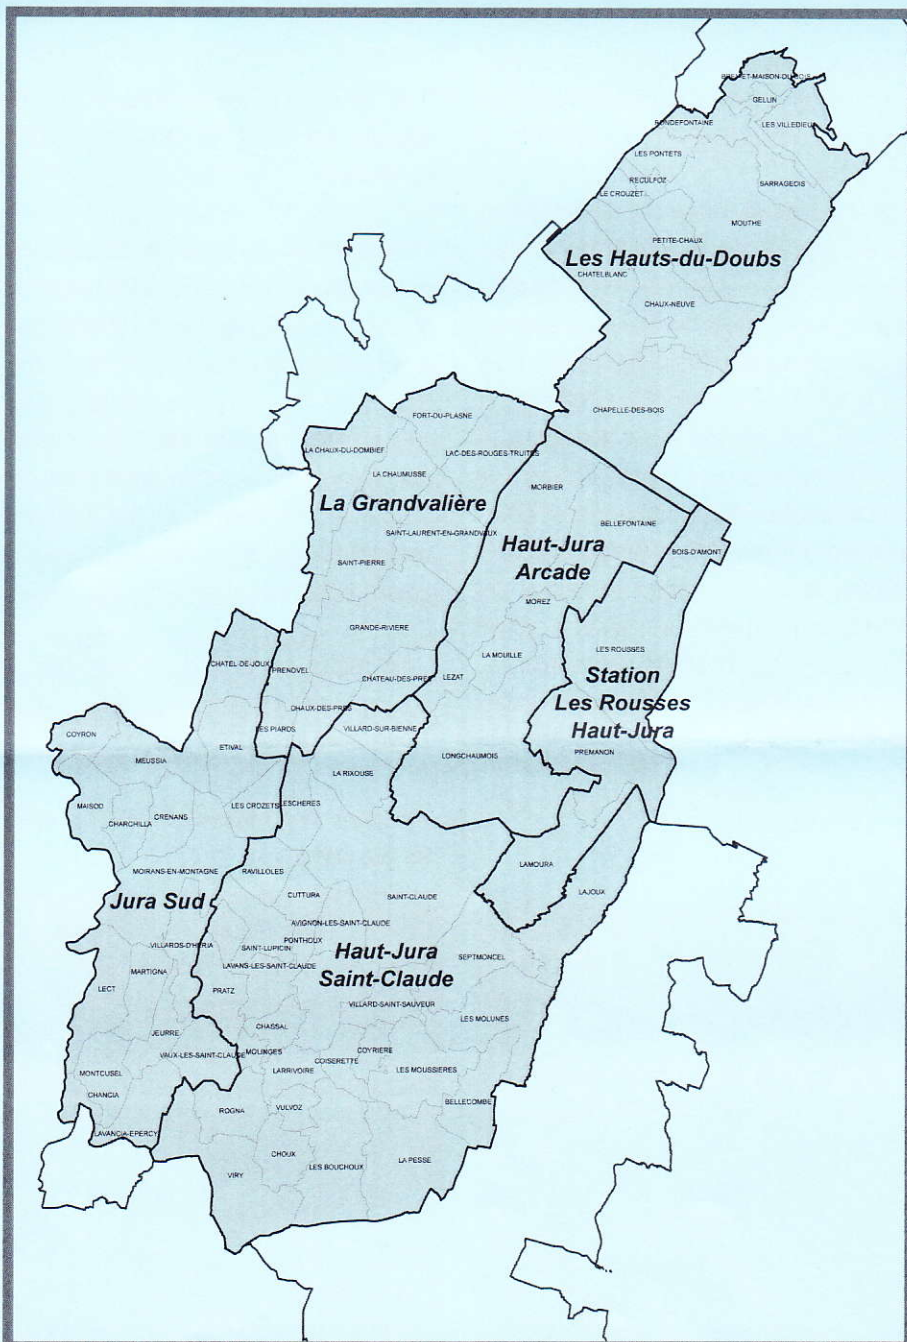 BREY-ET-MAISON-DU-BOIS
GELLIN
LES VILLEDIEU
RONDEFONTAINE
LES PONTETS
RECULFOZ
SARRAGEOIS
LE CROUZET
MOUTHE
PETITE-CHAUX
Les Hauts-du-Doubs
CHATELBLANC
CHAUX-NEUVE
CHAPELLE-DES-BOIS
FORT-DU-PLASNE
LA CHAUX-DU-DOMBIEF
LAC-DES-ROUGES-TRUITES
LA CHAUMUSSE
MORBIER
La Grandvalière
BELLEFONTAINE
SAINT-LAURENT-EN-GRANDVAUX
Haut-Jura
Arcade
BOIS-D'AMONT
SAINT-PIERRE
MOREZ
GRANDE-RIVIERE
LES ROUSSES
LA MOUILLE
CHATEL-DE-JOUX
PRENOVEL
LEZAT
CHATEAU-DES-PRES
Station
Les Rousses
Haut-Jura
CHAUX-DES-PRES
LES PIARDS
VILLARD-SUR-BIENNE
COYRON
ETIVAL
PREMANON
LONGCHAUMOIS
MEUSSIA
LA RIXOUSE
MAISOD
LES CROZETS
LESCHERES
CRENANS
CHARCHILLA
LAMOURA
MOIRANS-EN-MONTAGNE
RAVILLOLES
LAJOUX
CUTTURA
SAINT-CLAUDE
Jura Sud
AVIGNON-LES-SAINT-CLAUDE
PONTHOUX
VILLARDS-D'HERIA
SAINT-LUPICIN
Haut-Jura
Saint-Claude
SEPTMONCEL
LAVANS-LES-SAINT-CLAUDE
MARTIGNA
LECT
PRATZ
VILLARD-SAINT-SAUVEUR
LES MOLUNES
CHASSAL
JEURRE
MOLINGES
COYRIERE
VAUX-LES-SAINT-CLAUDE
COISERETTE
LARRIVOIRE
LES MOUSSIERES
MONTCUSEL
CHANCIA
BELLECOMBE
ROGNA
VULVOZ
LAVANCIA-EPERCY
CHOUX
LES BOUCHOUX
LA PESSE
VIRY